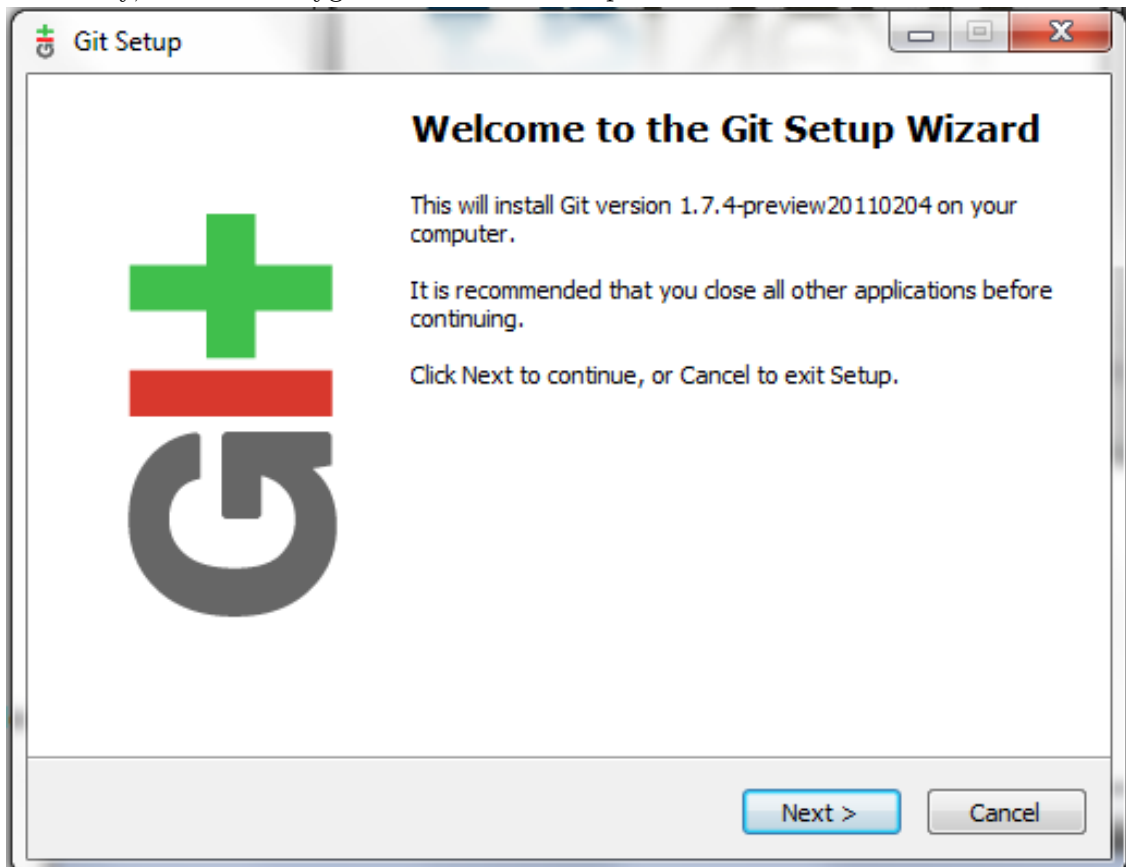 Git Setup
Welcome to the Git Setup Wizard
This will install Git version 1.7.4-preview20110204 on your
computer.
It is recommended that you close all other applications before
continuing.
Click Next to continue, or Cancel to exit Setup.
Git
Next >
Cancel